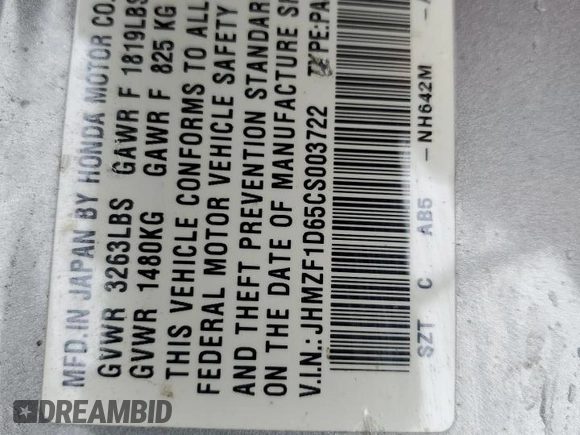 MFD.IN JAPAN BY HONDA MOTOR CO.
GVWR 3263LBS GAWR F 1819LBS
GVWR 1480KG GAWR F 825 KG
THIS VEHICLE CONFORMS TO ALL
FEDERAL MOTOR VEHICLE SAFETY
AND THEFT PREVENTION STANDAR
ON THE DATE OF MANUFACTURE S
V.I.N.: JHMZF1D65CS003722 TYPE:PA
SZT C AB5 -NH642M -A
DREAMBID